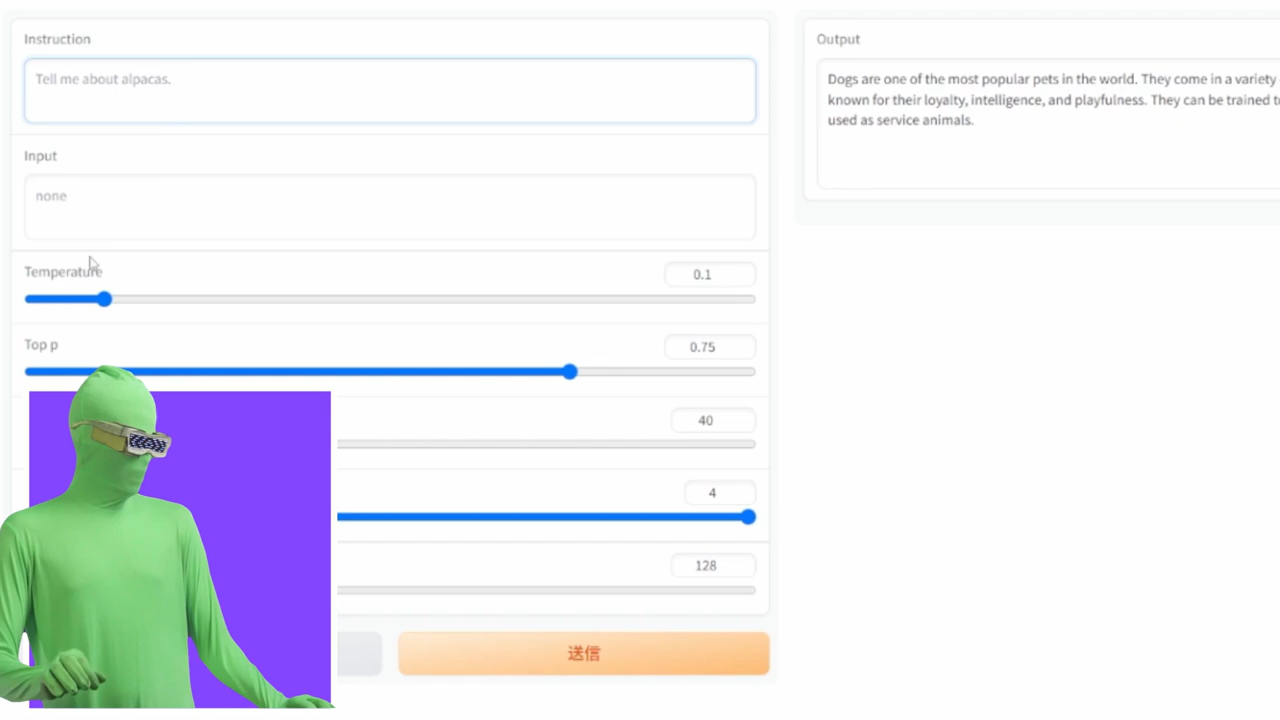 Instruction
Tell me about alpacas.
Input
none
Temperature
0.1
Top p
0.75
40
4
128
送信
Output
Dogs are one of the most popular pets in the world. They come in a variety
known for their loyalty, intelligence, and playfulness. They can be trained
used as service animals.